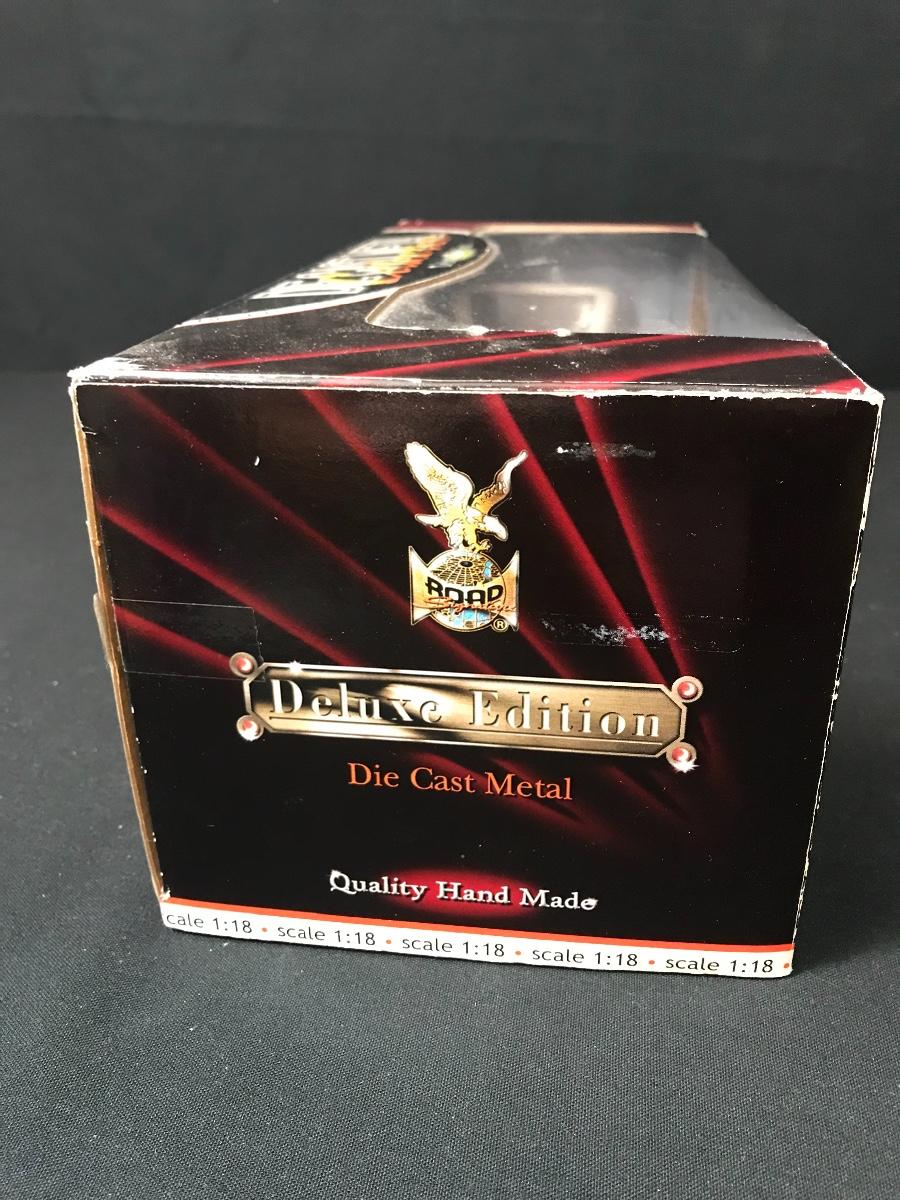 ROAD
Signature
®
Deluxe Edition
Die Cast Metal
Quality Hand Made
cale 1:18 • scale 1:18 • scale 1:18 • scale 1:18 • scale 1:18 •